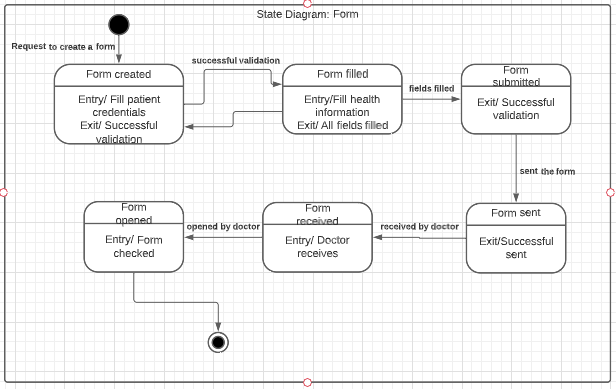 State Diagram: Form
Request to create a form
Form created
Entry/ Fill patient
credentials
Exit/ Successful
validation
successful validation
Form filled
Entry/Fill health
information
Exit/ All fields filled
fields filled
Form
submitted
Exit/ Successful
validation
sent the form
Form sent
Exit/Successful
sent
received by doctor
Form
received
Entry/ Doctor
receives
opened by doctor
Form
opened
Entry/ Form
checked